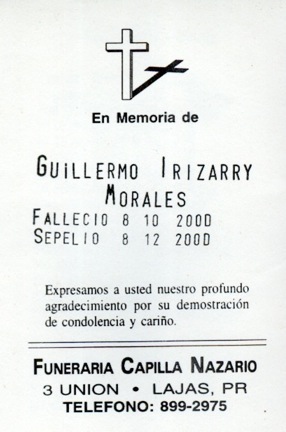 En Memoria de
GUiLLERMO IRIZARRY
MORALES
FALLECIO 8 10 2000
SEPELIO 8 12 2000
Expresamos a usted nuestro profundo
agradecimiento por su demostración
de condolencia y cariño.
FUNERARIA CAPILLA NAZARIO
3 UNION • LAJAS, PR
TELEFONO: 899-2975